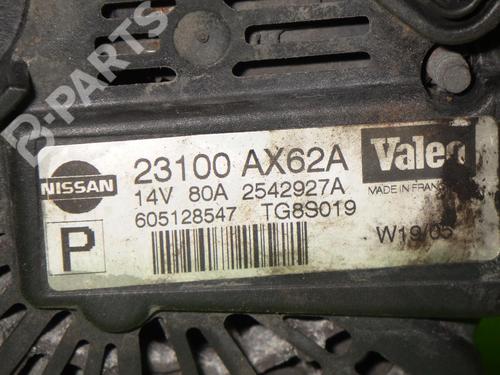 B-PARTS
NISSAN
23100 AX62A
Valeo
14V 80A 2542927A
MADE IN FRANCE
605128547 TG8S019
P
W19/05